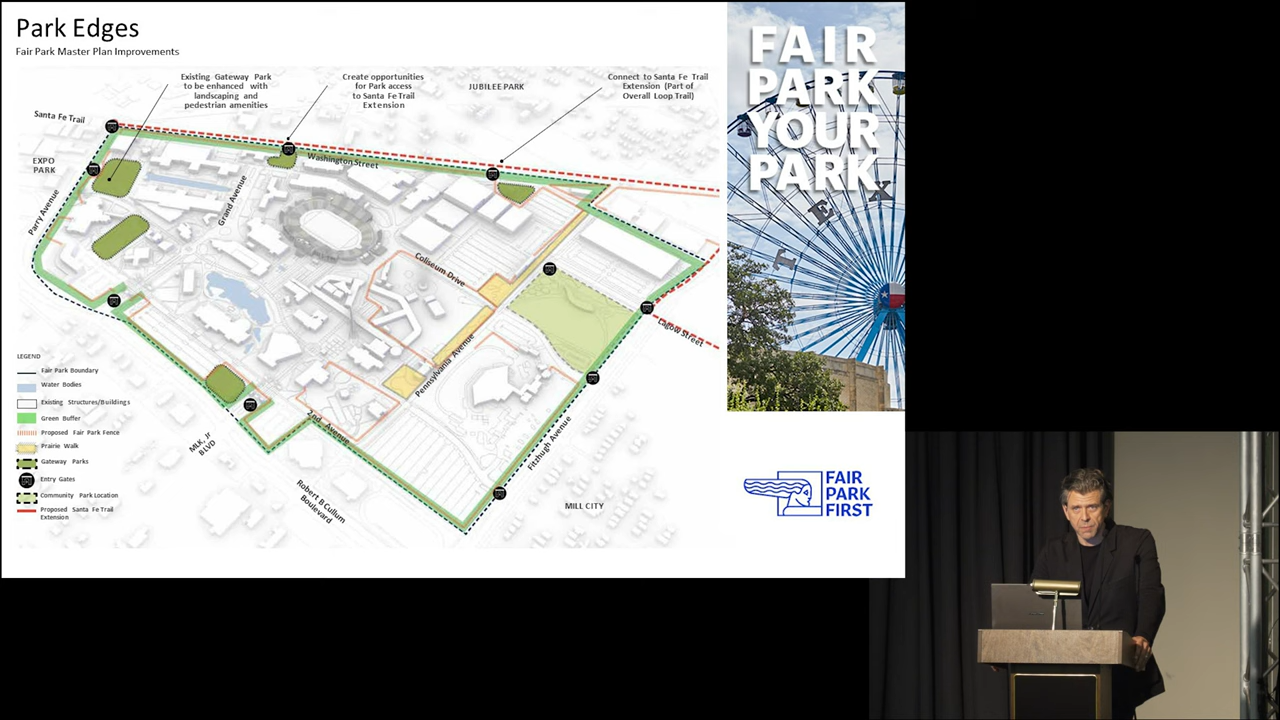 Park Edges
Fair Park Master Plan Improvements
Existing Gateway Park
to be enhanced with
landscaping and
pedestrian amenities
Create opportunities
for Park access
to Santa Fe Trail
Extension
JUBILEE PARK
Connect to Santa Fe Trail
Extension (Part of
Overall Loop Trail)
Santa Fe Trail
EXPO
PARK
Washington Street
Parry Avenue
Grand Avenue
Coliseum Drive
Lagow Street
Pennsylvania Avenue
2nd Avenue
MLK, Jr
BLVD
Fitzhugh Avenue
Robert B Cullum
Boulevard
MILL CITY
LEGEND
Fair Park Boundary
Water Bodies
Existing Structures/Buildings
Green Buffer
Proposed Fair Park Fence
Prairie Walk
Gateway Parks
Entry Gates
Community Park Location
Proposed Santa Fe Trail
Extension
FAIR
PARK
YOUR
PARK
TEX
FAIR
PARK
FIRST